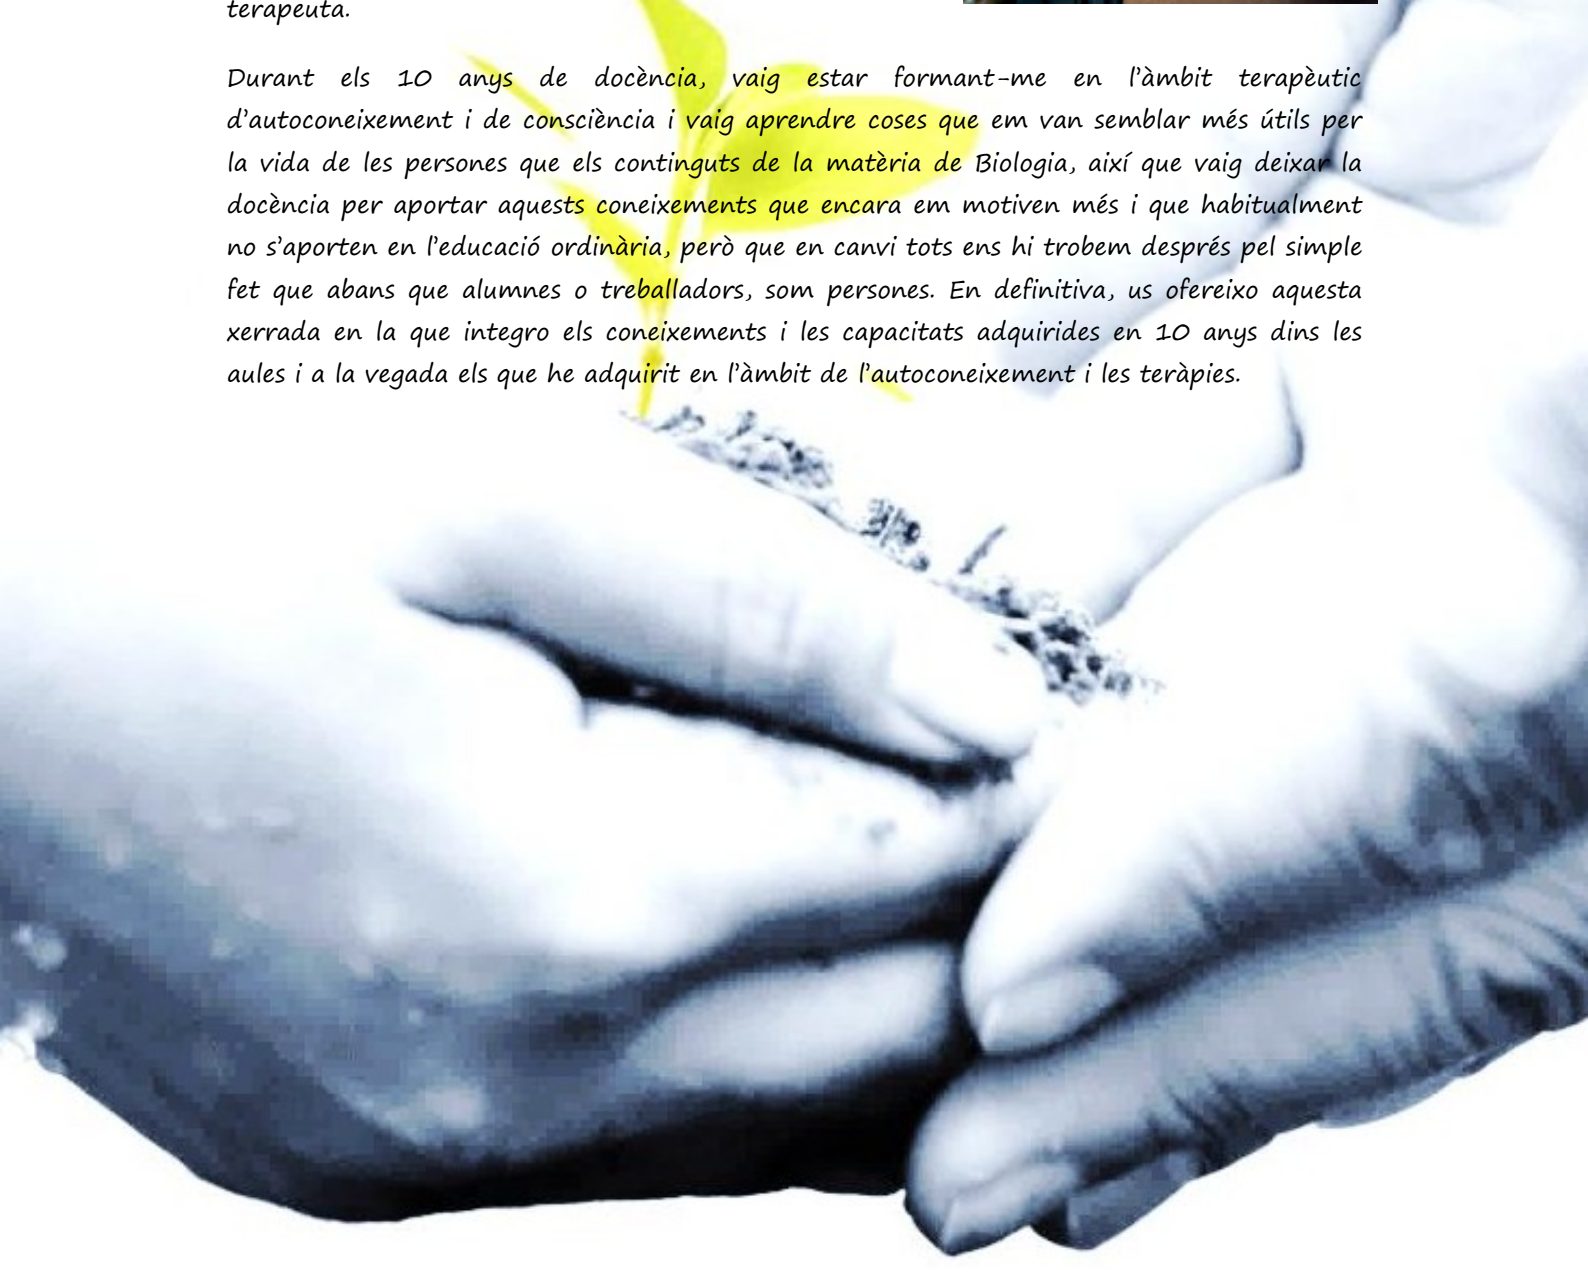 terapeuta.
Durant els 10 anys de docència, vaig estar formant-me en l'àmbit terapèutic
d'autoconeixement i de consciència i vaig aprendre coses que em van semblar més útils per
la vida de les persones que els continguts de la matèria de Biologia, així que vaig deixar la
docència per aportar aquests coneixements que encara em motiven més i que habitualment
no s'aporten en l'educació ordinària, però que en canvi tots ens hi trobem després pel simple
fet que abans que alumnes o treballadors, som persones. En definitiva, us ofereixo aquesta
xerrada en la que integro els coneixements i les capacitats adquirides en 10 anys dins les
aules i a la vegada els que he adquirit en l'àmbit de l'autoconeixement i les teràpies.